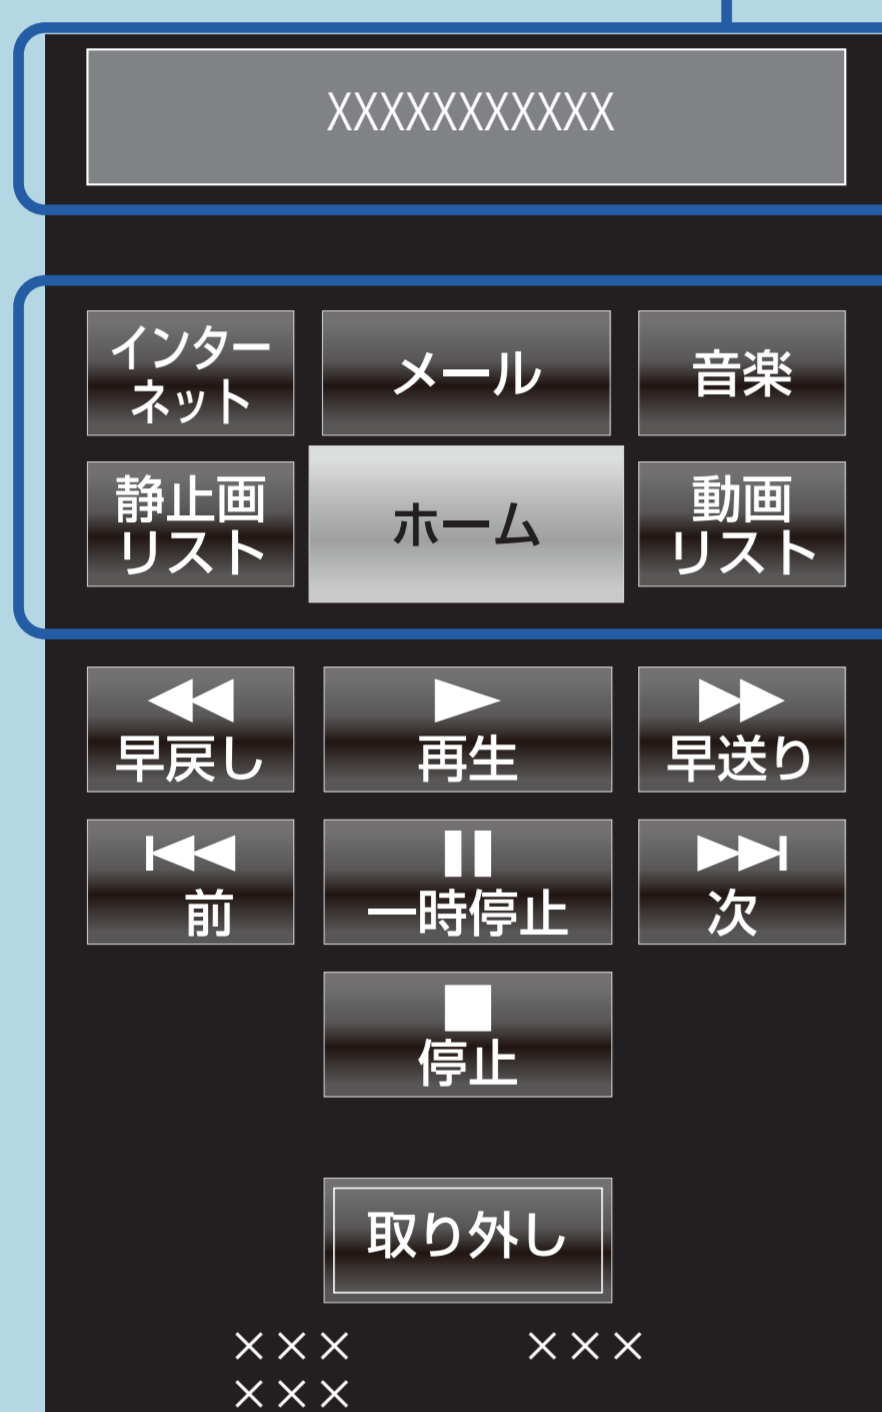 XXXXXXXXXXX
インター メール 音楽
ネット
静止画 ホーム 動画
リスト リスト
早戻し 再生 早送り
前 一時停止 次
停止
取り外し
××× ×××
×××